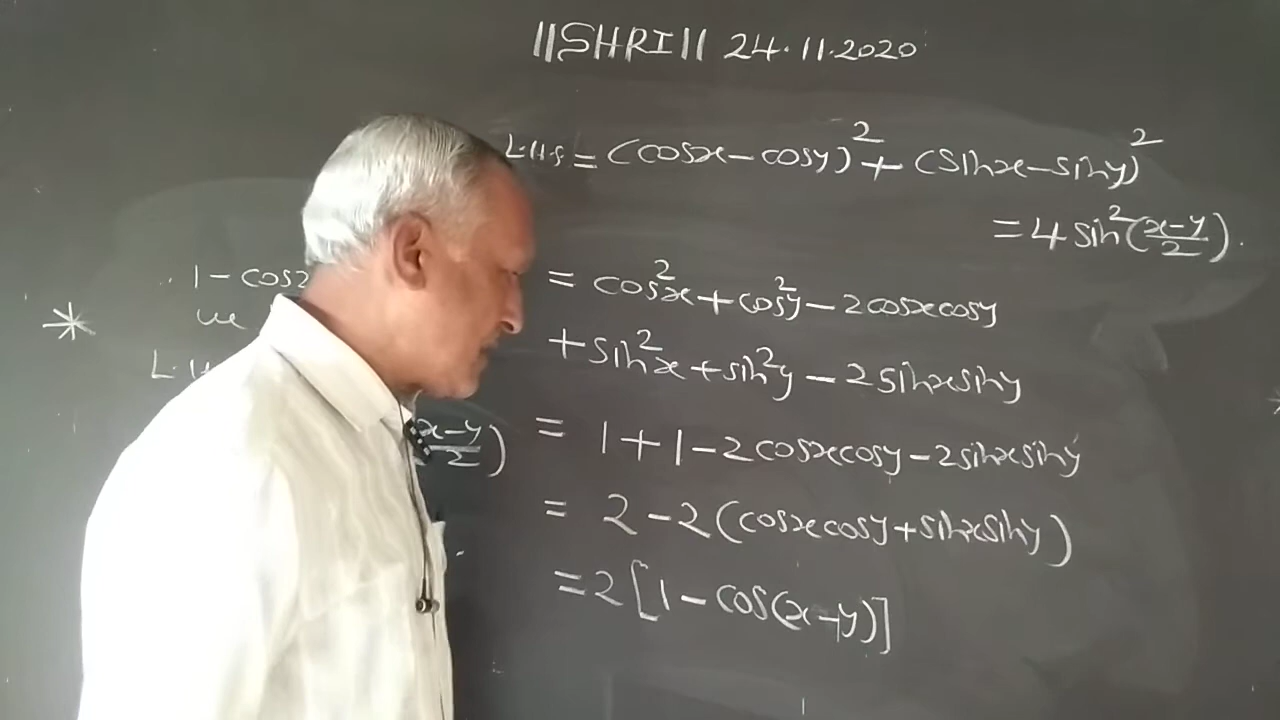 ||SHRI|| 24.11.2020
L.H.S = (cosx - cosy)² + (sinx - siny)²
= 4 sin²(x-y/2).
= cos²x + cos²y - 2cosxcosy
+ sin²x + sin²y - 2sinxsiny
= 1 + 1 - 2cosxcosy - 2sinxsiny
= 2 - 2(cosxcosy + sinxsiny)
= 2[1 - cos(x-y)]
1 - cos2
*
we
L.H
x-y/2)